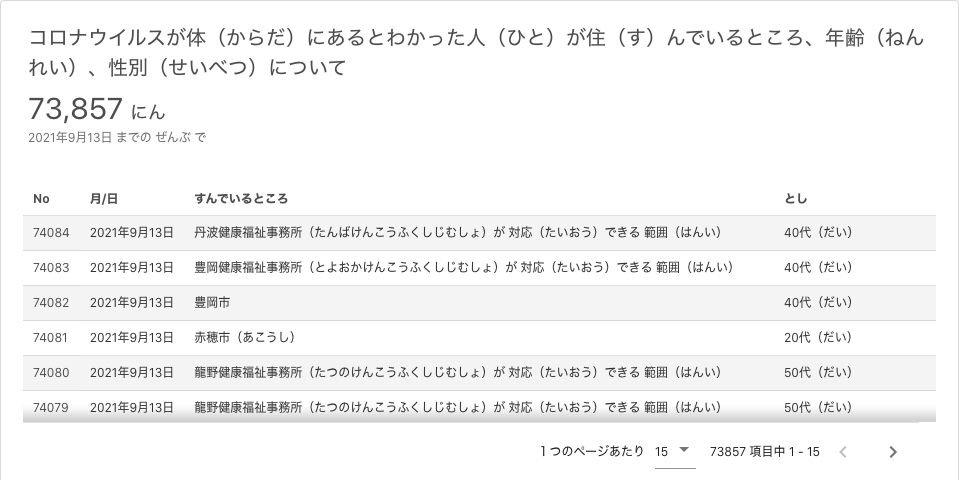 コロナウイルスが体（からだ）にあるとわかった人（ひと）が住（す）んでいるところ、年齢（ねん
れい）、性別（せいべつ）について
73,857 にん
2021年9月13日 までの ぜんぶ で
No 月/日 すんでいるところ とし
74084 2021年9月13日 丹波健康福祉事務所（たんばけんこうふくしじむしょ）が 対応（たいおう）できる 範囲（はんい） 40代（だい）
74083 2021年9月13日 豊岡健康福祉事務所（とよおかけんこうふくしじむしょ）が 対応（たいおう）できる 範囲（はんい） 40代（だい）
74082 2021年9月13日 豊岡市 40代（だい）
74081 2021年9月13日 赤穂市（あこうし） 20代（だい）
74080 2021年9月13日 龍野健康福祉事務所（たつのけんこうふくしじむしょ）が 対応（たいおう）できる 範囲（はんい） 50代（だい）
74079 2021年9月13日 龍野健康福祉事務所（たつのけんこうふくしじむしょ）が 対応（たいおう）できる 範囲（はんい） 50代（だい）
1 つのページあたり 15 73857 項目中 1 - 15